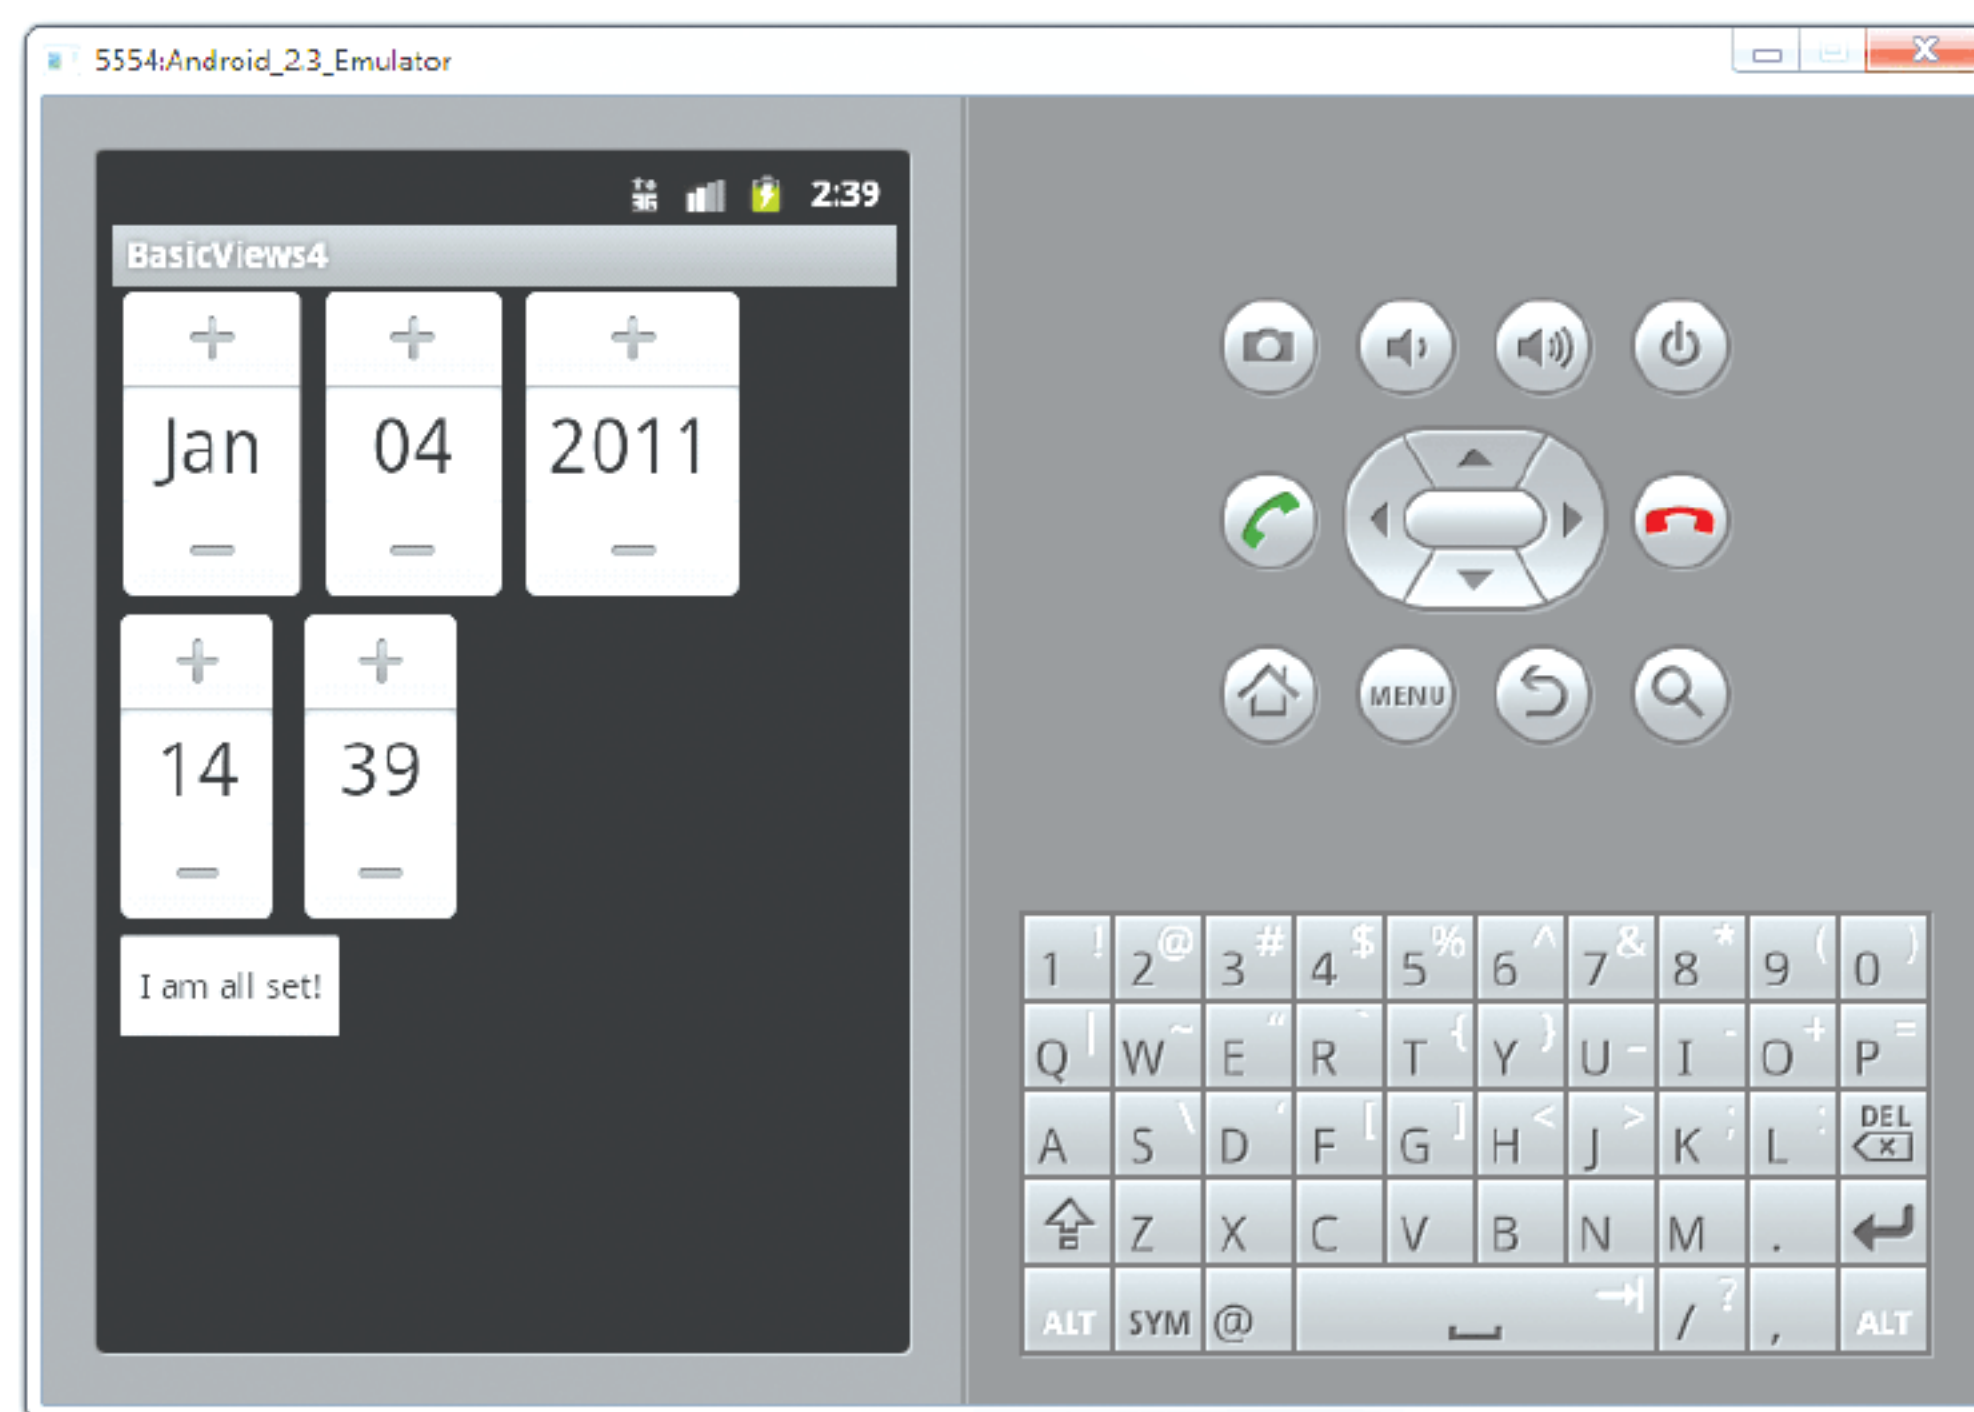 5554:Android_2.3_Emulator
2:39
BasicViews4
+ + +
Jan 04 2011
− − −
+ +
14 39
− −
I am all set!
MENU
1 ! 2 @ 3 # 4 $ 5 % 6 ^ 7 & 8 * 9 ( 0 )
Q | W ~ E “ R ` T { Y } U _ I - O + P =
A S \ D ‘ F [ G ] H < J > K ; L : DEL
Z X C V B N M .
ALT SYM @ / ? , ALT